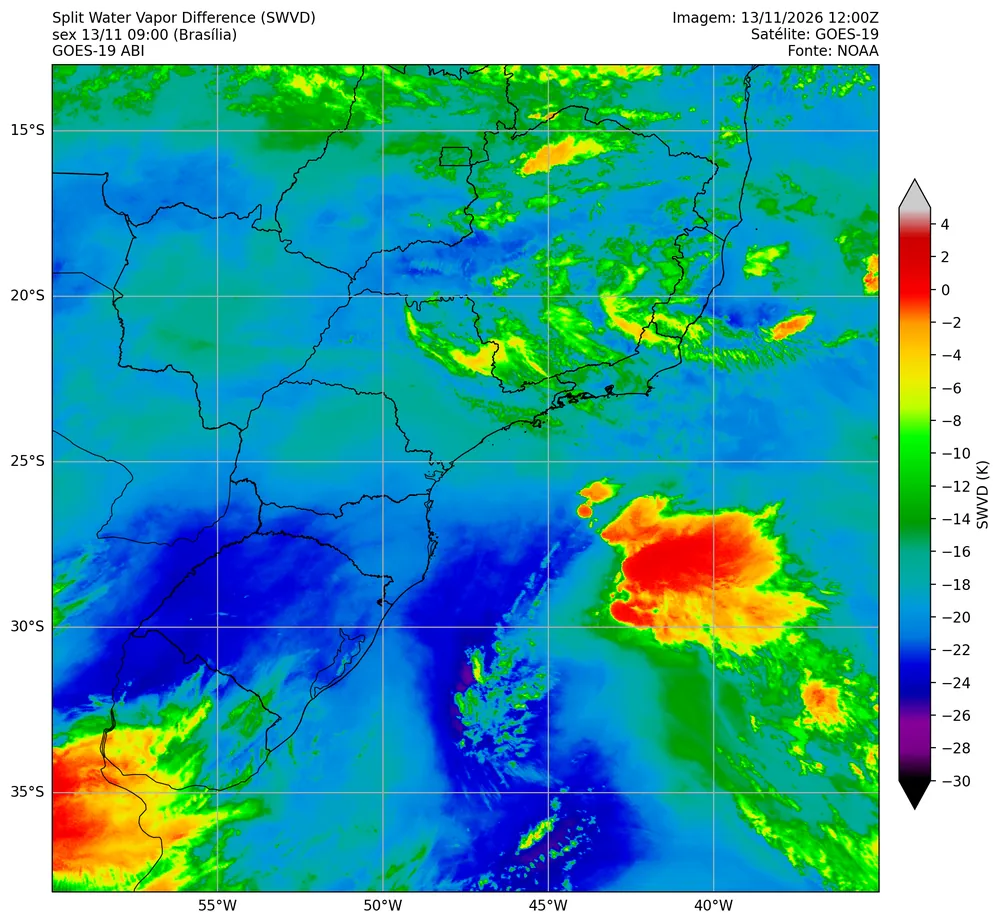 Split Water Vapor Difference (SWVD)
sex 13/11 09:00 (Brasília)
GOES-19 ABI
Imagem: 13/11/2026 12:00Z
Satélite: GOES-19
Fonte: NOAA
15°S
20°S
25°S
30°S
35°S
55°W
50°W
45°W
40°W
4
2
0
−2
−4
−6
−8
−10
−12
−14
−16
−18
−20
−22
−24
−26
−28
−30
SWVD (K)